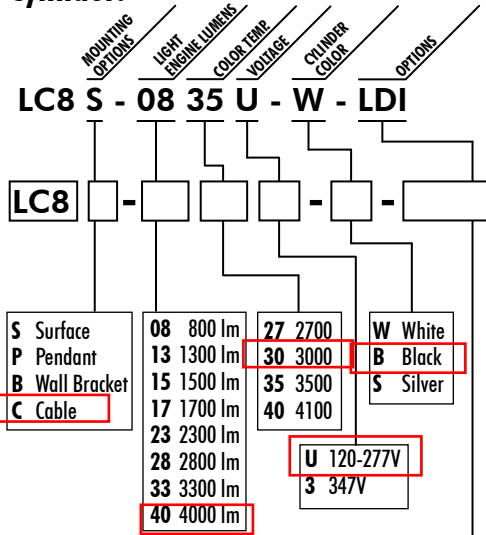 Cylinder:
MOUNTING OPTIONS
LIGHT ENGINE LUMENS
COLOR TEMP.
VOLTAGE
CYLINDER COLOR
OPTIONS
LC8 S - 08 35 U - W - LDI
LC8 - - -
S Surface
P Pendant
B Wall Bracket
C Cable
08 800 lm
13 1300 lm
15 1500 lm
17 1700 lm
23 2300 lm
28 2800 lm
33 3300 lm
40 4000 lm
27 2700
30 3000
35 3500
40 4100
W White
B Black
S Silver
U 120-277V
3 347V